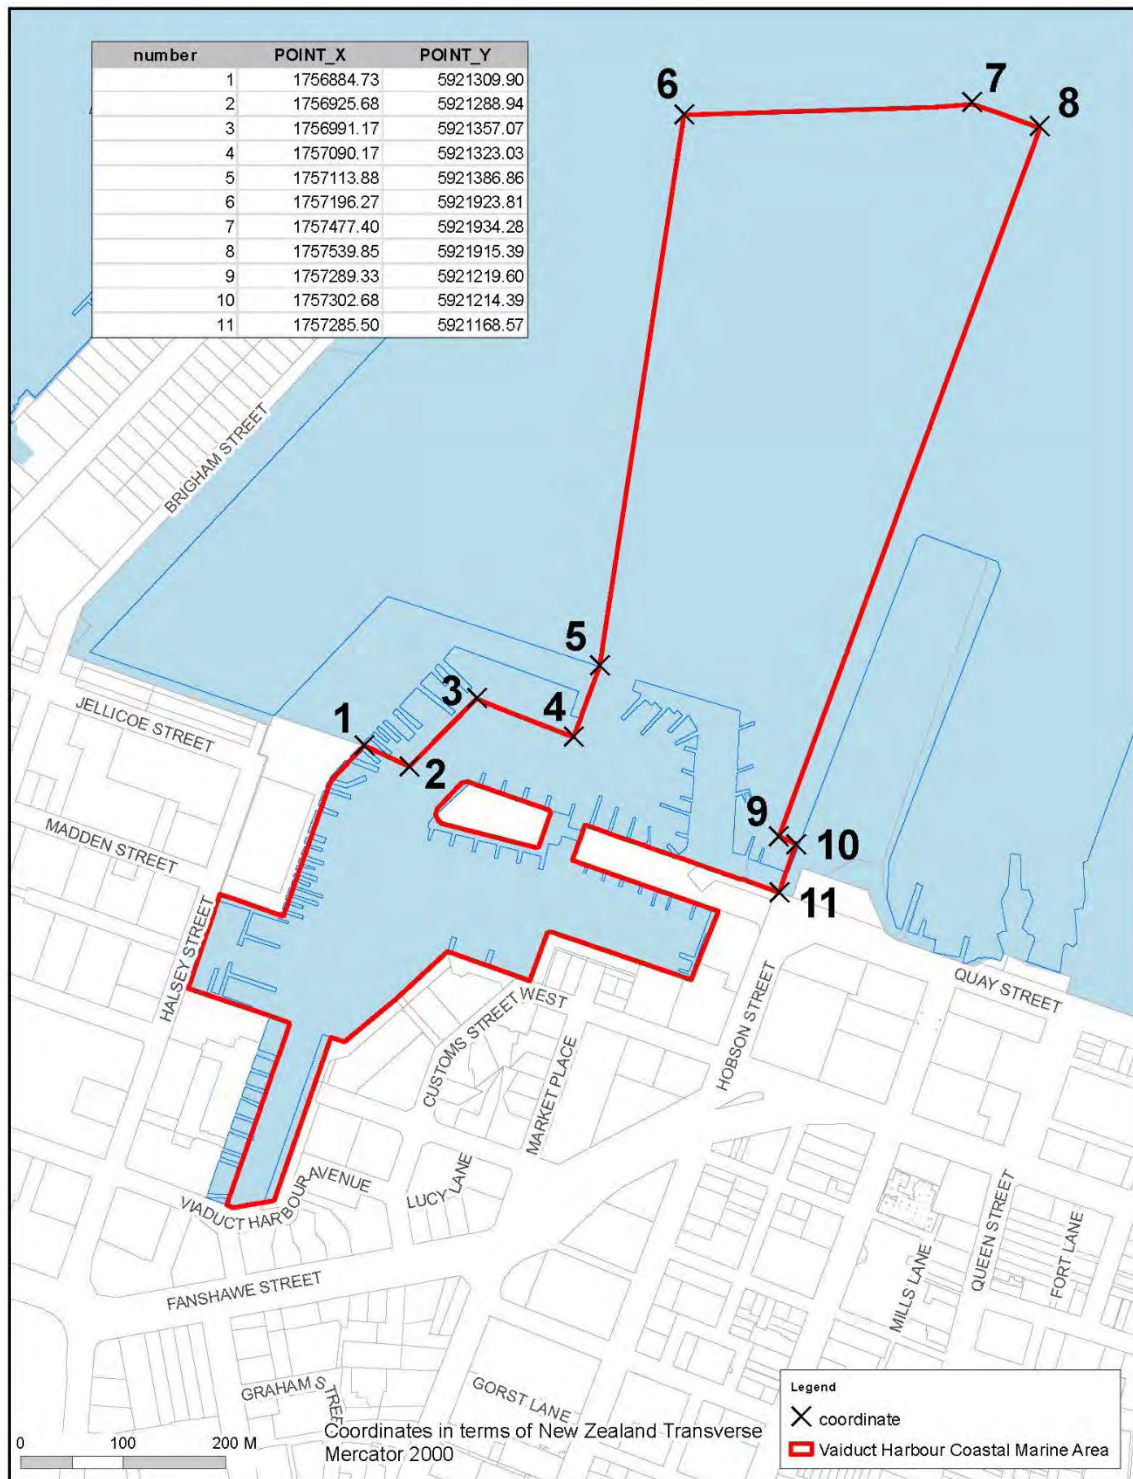 number POINT_X POINT_Y
1 1756884.73 5921309.90
2 1756925.68 5921288.94
3 1756991.17 5921357.07
4 1757090.17 5921323.03
5 1757113.88 5921386.86
6 1757196.27 5921923.81
7 1757477.40 5921934.28
8 1757539.85 5921915.39
9 1757289.33 5921219.60
10 1757302.68 5921214.39
11 1757285.50 5921168.57
6
7
8
BRIGHAM STREET
5
3
4
1
2
JELLICOE STREET
9
10
MADDEN STREET
11
HALSEY STREET
QUAY STREET
CUSTOMS STREET WEST
HOBSON STREET
MARKET PLACE
VIADUCT HARBOUR AVENUE
LUCY LANE
QUEEN STREET
FORT LANE
MILLS LANE
FANSHAWE STREET
GRAHAM STREET
GORST LANE
Legend
coordinate
Vaiduct Harbour Coastal Marine Area
Coordinates in terms of New Zealand Transverse
Mercator 2000
0 100 200 M